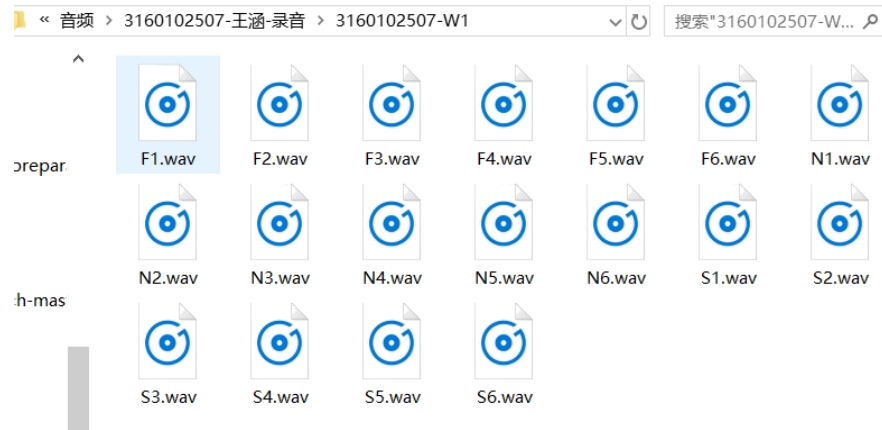 « 音频 > 3160102507-王涵-录音 > 3160102507-W1 搜索"3160102507-W...
F1.wav F2.wav F3.wav F4.wav F5.wav F6.wav N1.wav
prepar
N2.wav N3.wav N4.wav N5.wav N6.wav S1.wav S2.wav
h-mas
S3.wav S4.wav S5.wav S6.wav